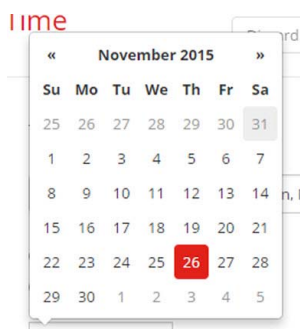 Time
« November 2015 »
Su Mo Tu We Th Fr Sa
25 26 27 28 29 30 31
1 2 3 4 5 6 7
8 9 10 11 12 13 14
15 16 17 18 19 20 21
22 23 24 25 26 27 28
29 30 1 2 3 4 5